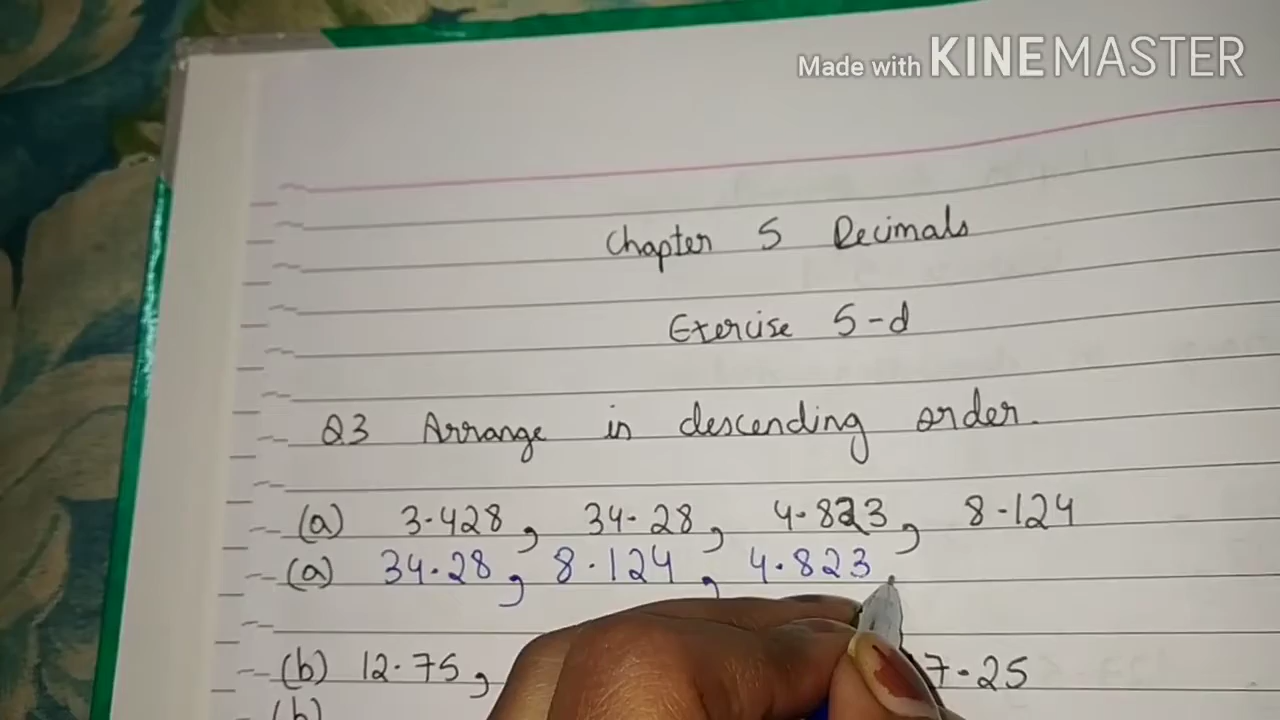 Made with KINEMASTER
Chapter 5 Decimals
Exercise 5-d
Q3 Arrange in descending order.
(a) 3.428, 34.28, 4.823, 8.124
(a) 34.28, 8.124, 4.823,
(b) 12.75, 7.25
(b)